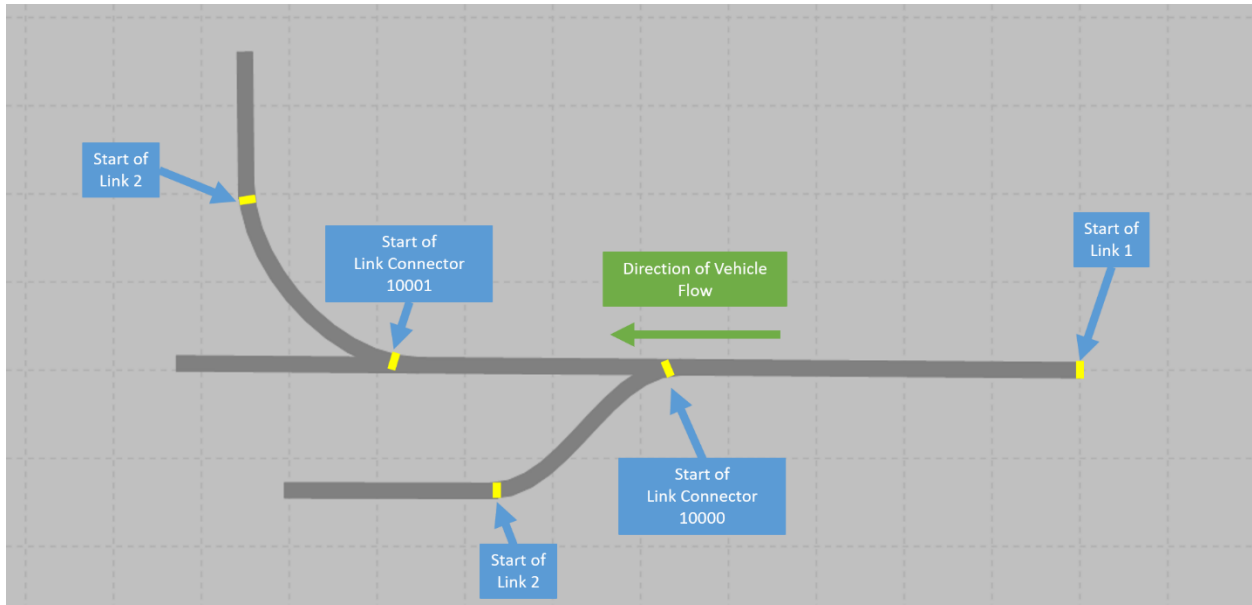 Start of
Link 2
Start of
Link Connector
10001
Direction of Vehicle
Flow
Start of
Link 1
Start of
Link Connector
10000
Start of
Link 2